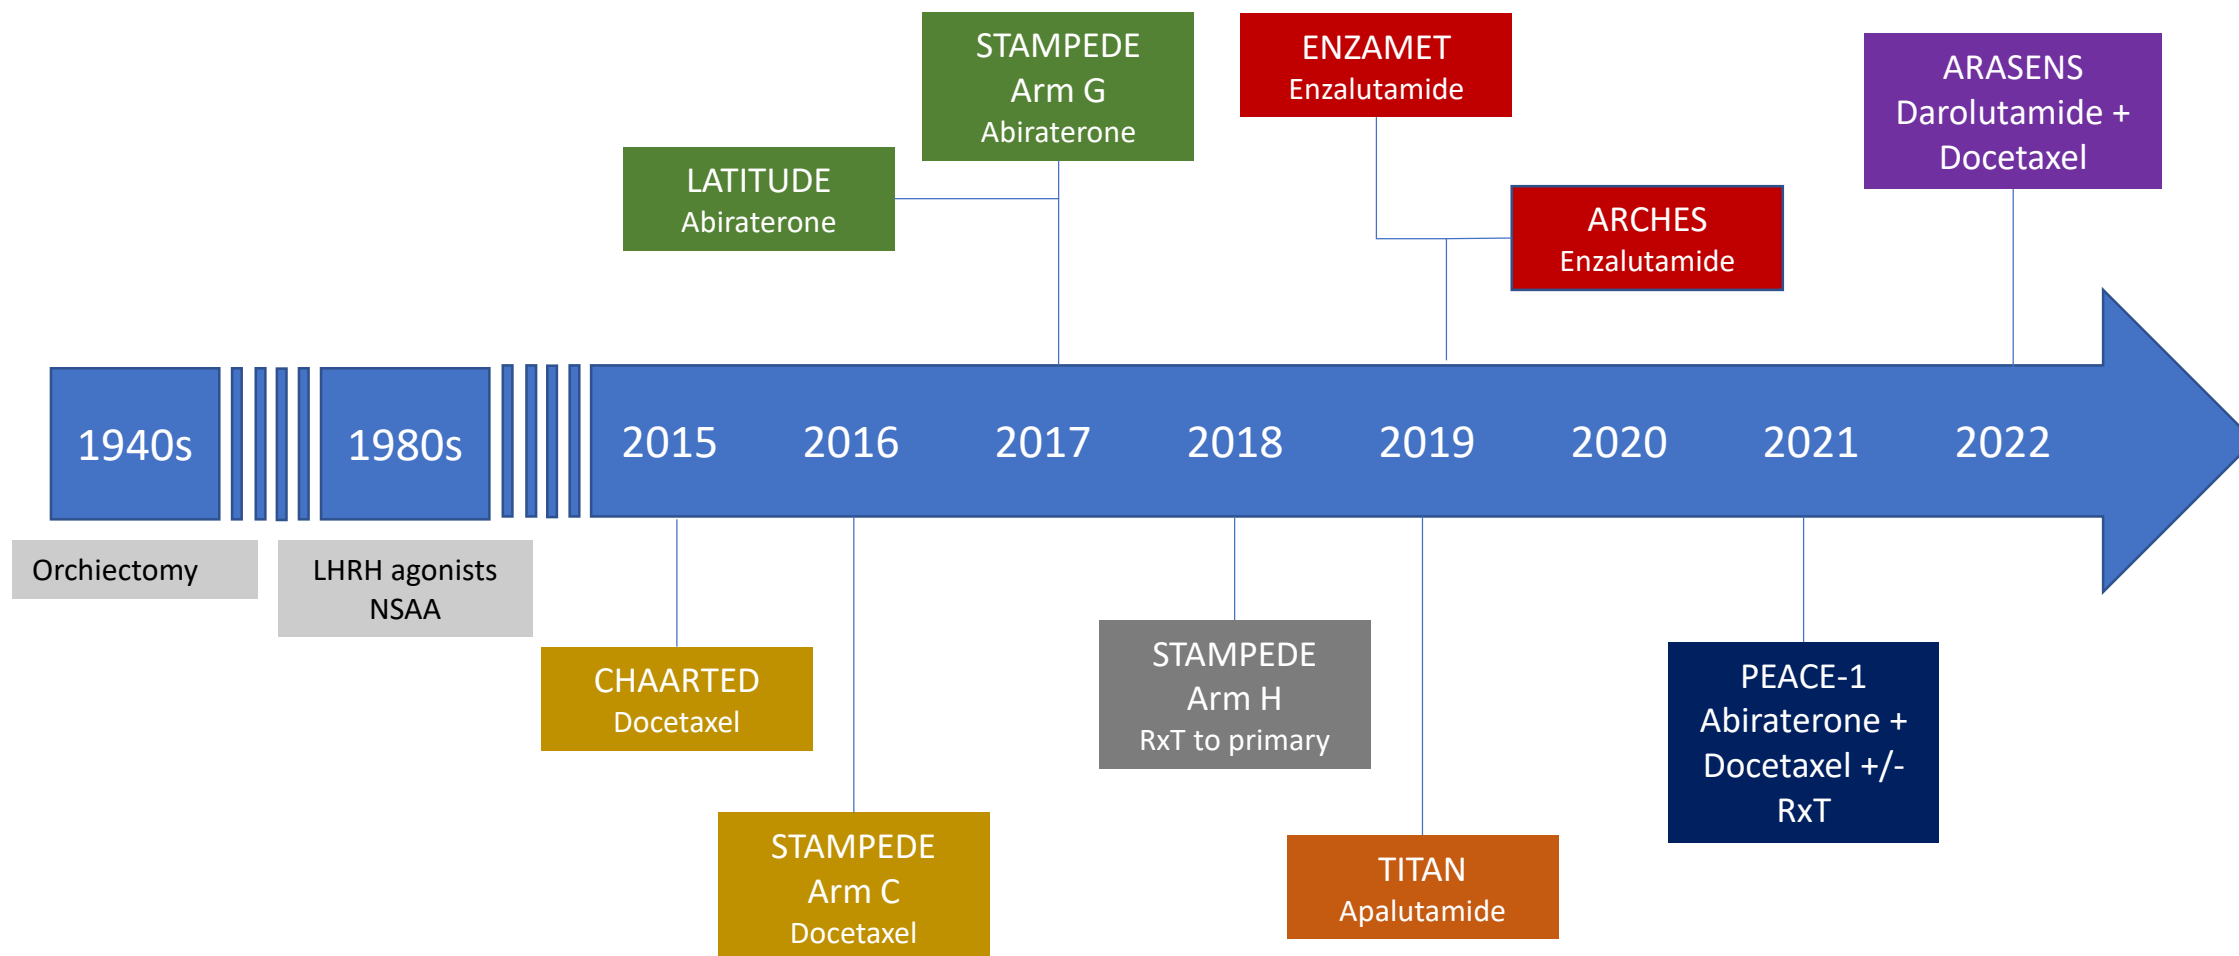 STAMPEDE
Arm G
Abiraterone
ENZAMET
Enzalutamide
ARASENS
Darolutamide +
Docetaxel
LATITUDE
Abiraterone
ARCHES
Enzalutamide
1940s
1980s
2015
2016
2017
2018
2019
2020
2021
2022
Orchiectomy
LHRH agonists
NSAA
CHAARTED
Docetaxel
STAMPEDE
Arm H
RxT to primary
PEACE-1
Abiraterone +
Docetaxel +/-
RxT
STAMPEDE
Arm C
Docetaxel
TITAN
Apalutamide